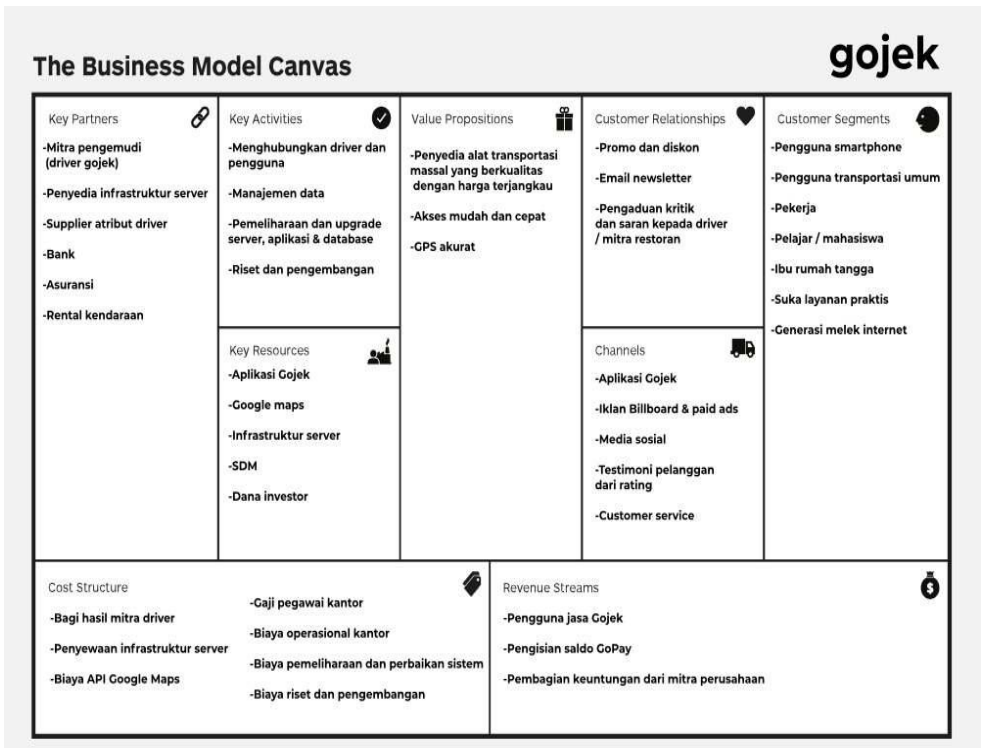 The Business Model Canvas
gojek
Key Partners
-Mitra pengemudi
(driver gojek)
-Penyedia infrastruktur server
-Supplier atribut driver
-Bank
-Asuransi
-Rental kendaraan
Key Activities
-Menghubungkan driver dan
pengguna
-Manajemen data
-Pemeliharaan dan upgrade
server, aplikasi & database
-Riset dan pengembangan
Key Resources
-Aplikasi Gojek
-Google maps
-Infrastruktur server
-SDM
-Dana investor
Value Propositions
-Penyedia alat transportasi
massal yang berkualitas
dengan harga terjangkau
-Akses mudah dan cepat
-GPS akurat
Customer Relationships
-Promo dan diskon
-Email newsletter
-Pengaduan kritik
dan saran kepada driver
/ mitra restoran
Channels
-Aplikasi Gojek
-Iklan Billboard & paid ads
-Media sosial
-Testimoni pelanggan
dari rating
-Customer service
Customer Segments
-Pengguna smartphone
-Pengguna transportasi umum
-Pekerja
-Pelajar / mahasiswa
-Ibu rumah tangga
-Suka layanan praktis
-Generasi melek internet
Cost Structure
-Bagi hasil mitra driver
-Penyewaan infrastruktur server
-Biaya API Google Maps
-Gaji pegawai kantor
-Biaya operasional kantor
-Biaya pemeliharaan dan perbaikan sistem
-Biaya riset dan pengembangan
Revenue Streams
$
-Pengguna jasa Gojek
-Pengisian saldo GoPay
-Pembagian keuntungan dari mitra perusahaan